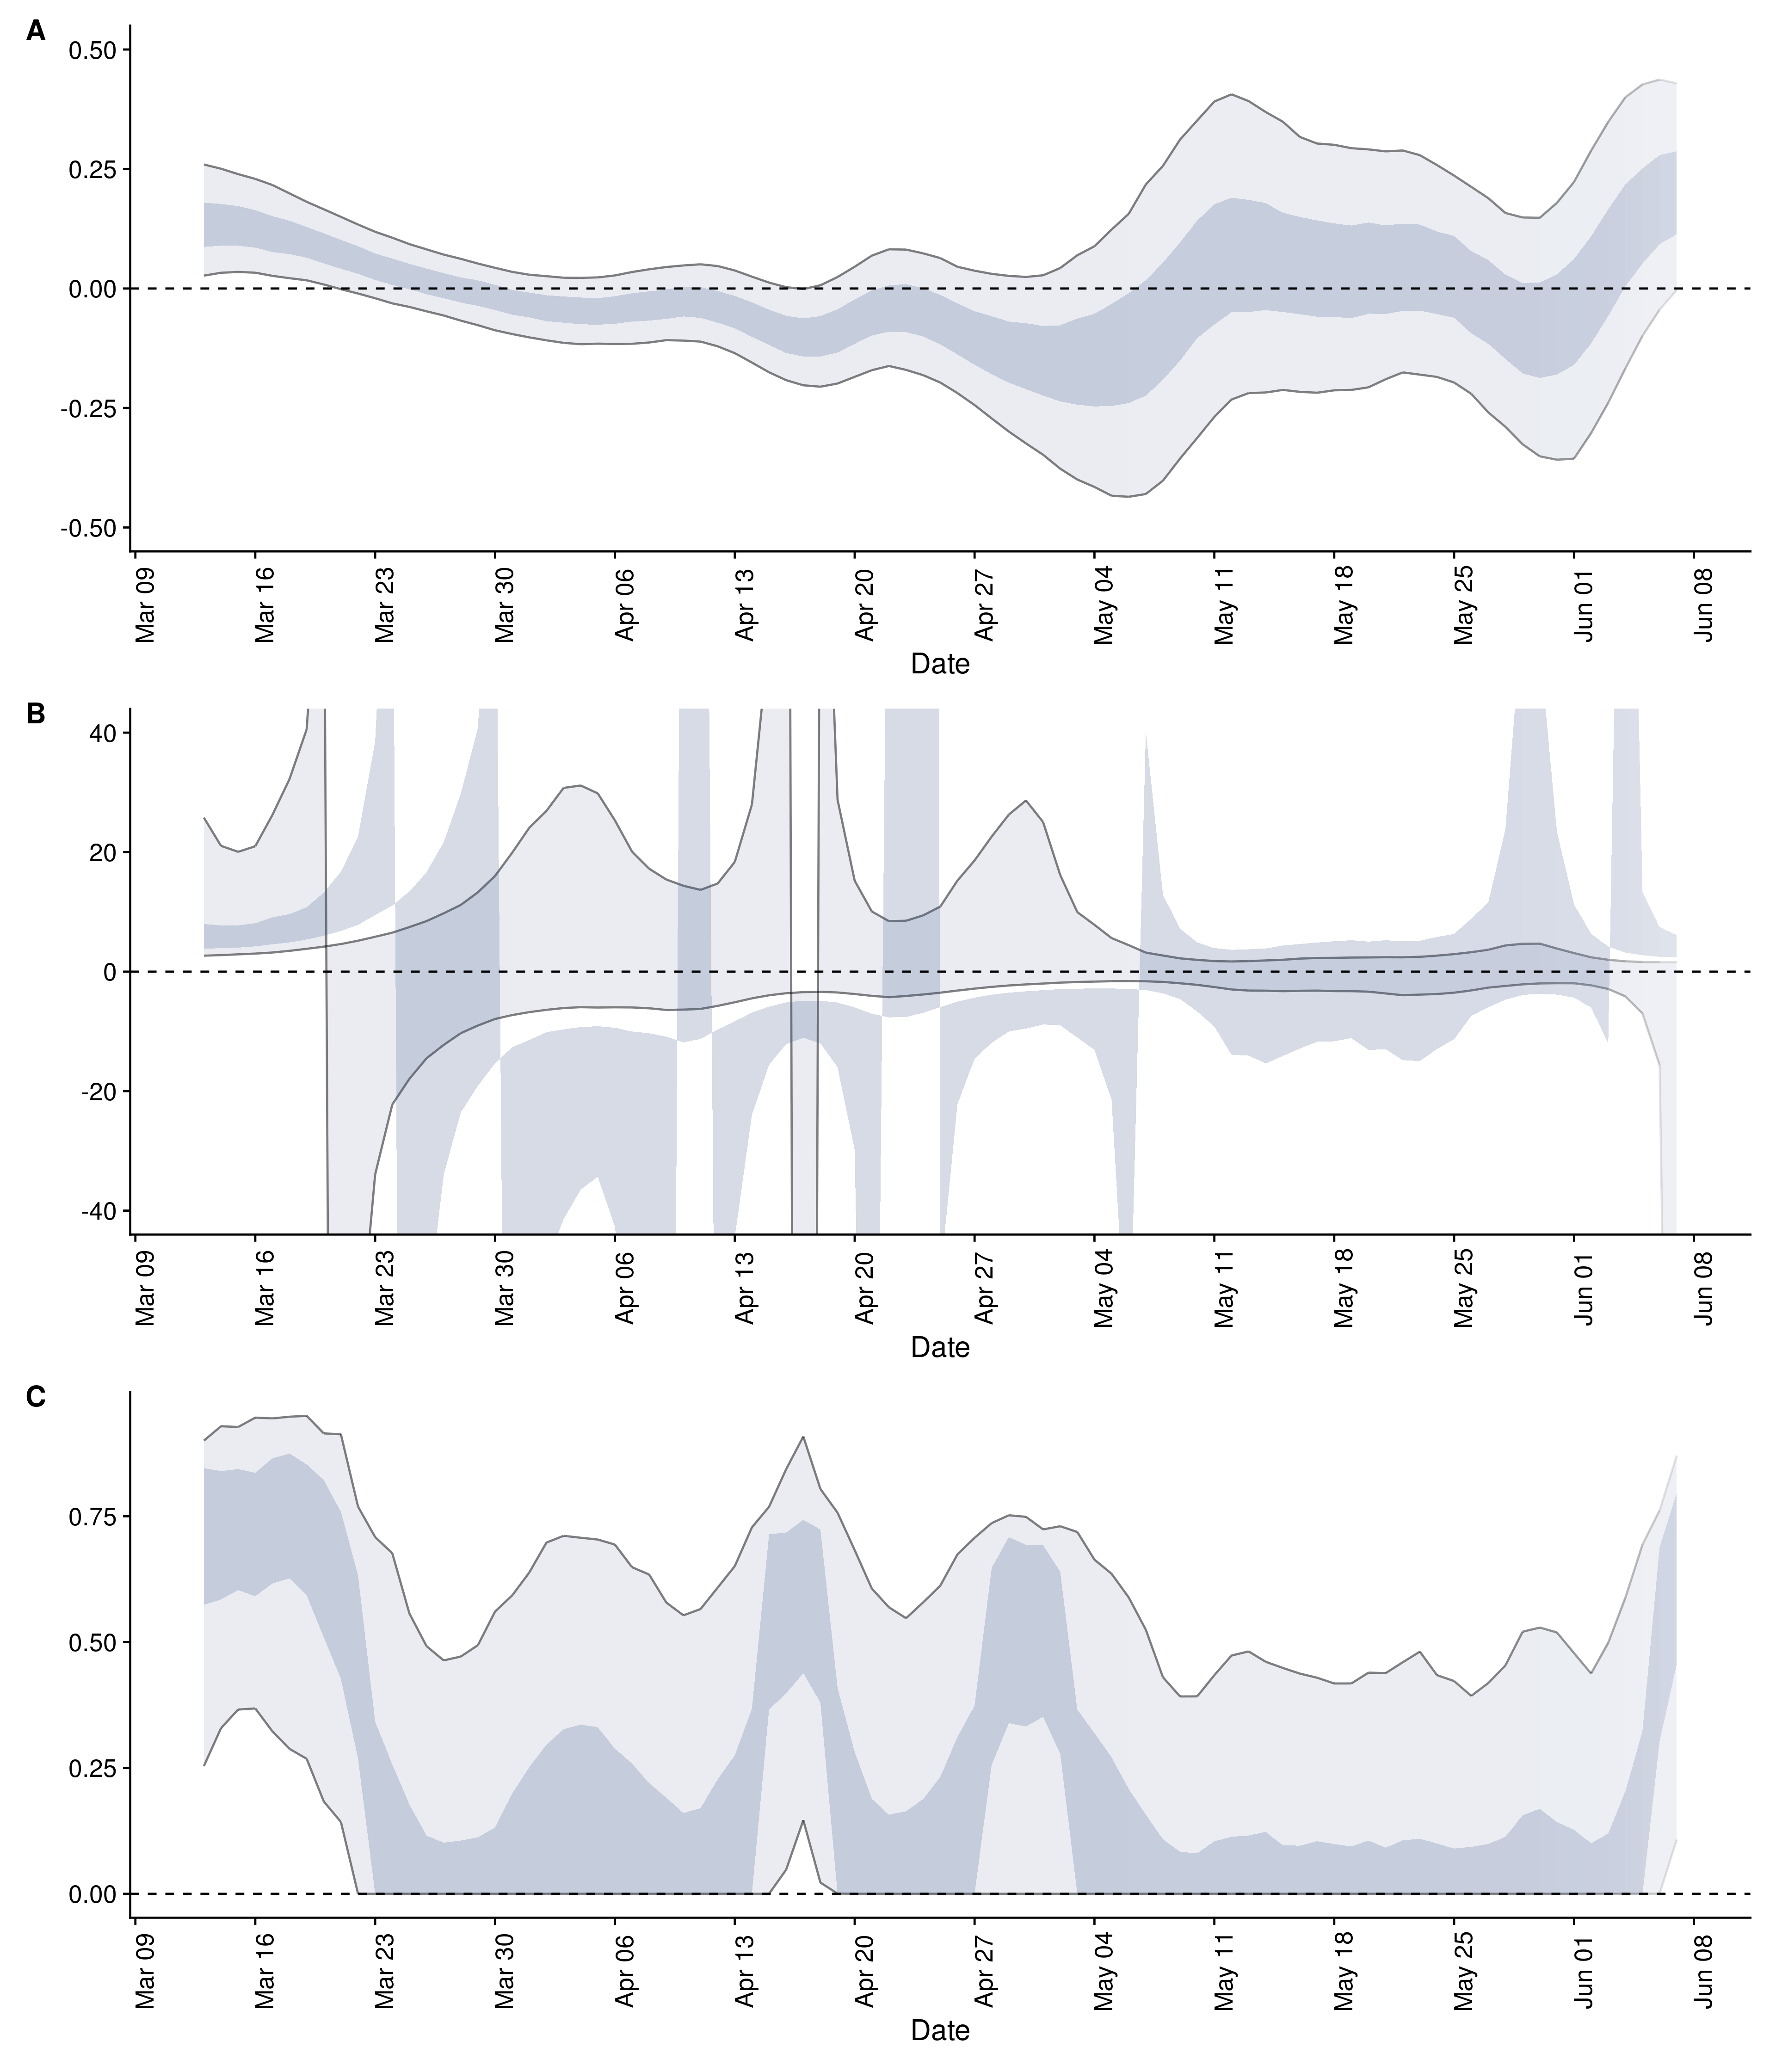 A
0.50
0.25
0.00
-0.25
-0.50
Mar 09
Mar 16
Mar 23
Mar 30
Apr 06
Apr 13
Apr 20
Apr 27
May 04
May 11
May 18
May 25
Jun 01
Jun 08
Date
B
40
20
0
-20
-40
Mar 09
Mar 16
Mar 23
Mar 30
Apr 06
Apr 13
Apr 20
Apr 27
May 04
May 11
May 18
May 25
Jun 01
Jun 08
Date
C
0.75
0.50
0.25
0.00
Mar 09
Mar 16
Mar 23
Mar 30
Apr 06
Apr 13
Apr 20
Apr 27
May 04
May 11
May 18
May 25
Jun 01
Jun 08
Date